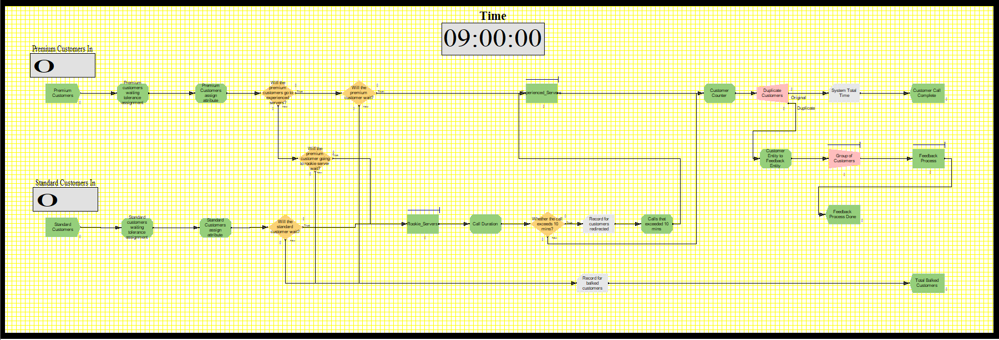 Time
09:00:00
Premium Customers In
0
Premium
Customers
Premium
customers
waiting
tolerance
assignment
Premium
Customers
assign
attribute
Will the
premium
customers go to
experienced
servers?
True
False
Will the
premium
customer wait?
True
False
Experienced_Servers
Customer
Counter
Duplicate
Customers
Original
Duplicate
System Total
Time
Customer Call
Complete
Will the
premium
customer going
to rookie server
wait?
True
False
Customer
Entity to
Feedback
Entity
Group of
Customers
Feedback
Process
Feedback
Process Done
Standard Customers In
0
Standard
Customers
Standard
customers
waiting
tolerance
assignment
Standard
Customers
assign
attribute
Will the
standard
customer wait?
True
False
Rookie_Servers
Call Duration
Whether the call
exceeds 10
mins?
True
False
Record for
customers
redirected
Calls that
exceeded 10
mins
Record for
balked
customers
Total Balked
Customers